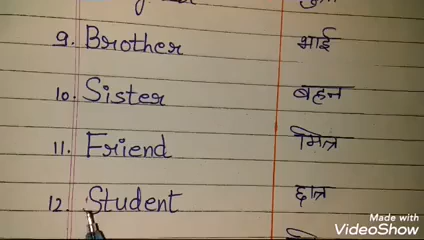 9. Brother भाई
10. Sister बहन
11. Friend मित्र
12. Student छात्र
Made with
VideoShow